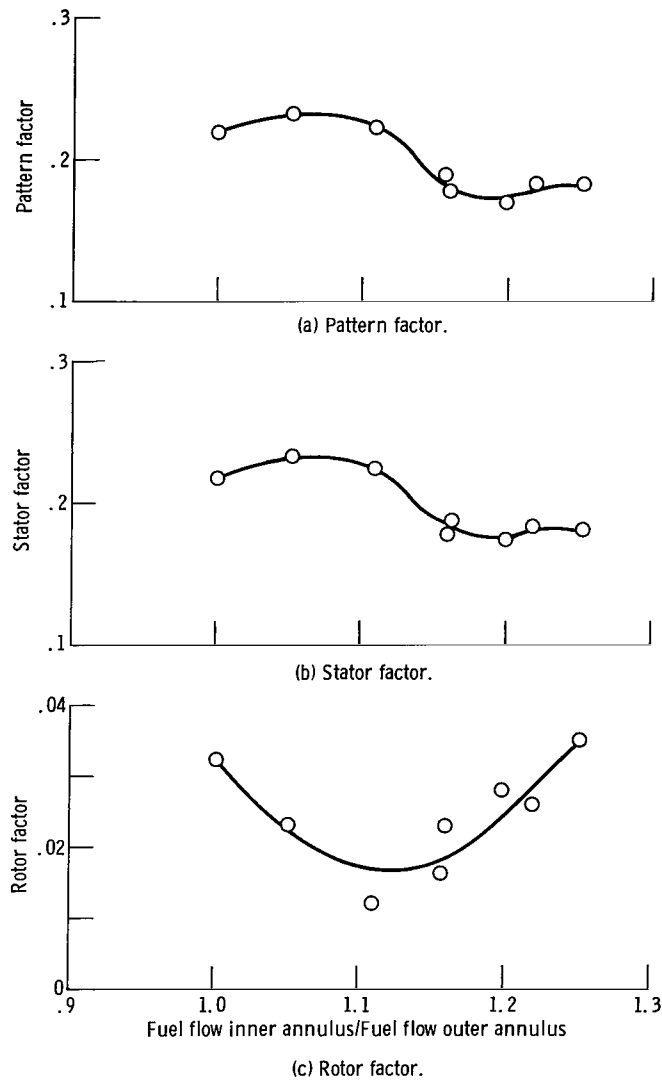 .3
.2
.1
Pattern factor
(a) Pattern factor.
.3
.2
.1
Stator factor
(b) Stator factor.
.04
.02
0
Rotor factor
.9 1.0 1.1 1.2 1.3
Fuel flow inner annulus/Fuel flow outer annulus
(c) Rotor factor.